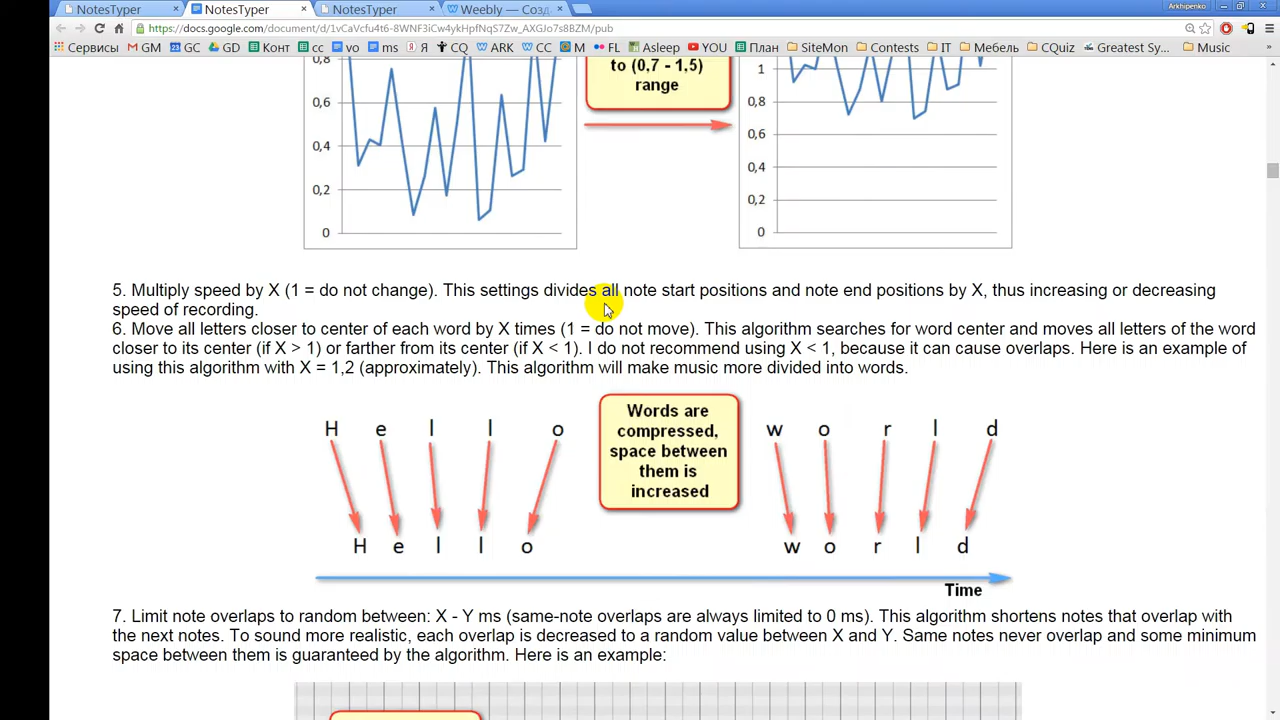 NotesTyper
NotesTyper
NotesTyper
Weebly — Созд
Arkhipenko
https://docs.google.com/document/d/1vCaVcfu4t6-8WNF3iCw4ykHpfNqS7Zw_AXGJo7s8BZM/pub
Сервисы GM GC GD Конт cc vo ms Я CQ ARK CC M FL Asleep YOU План SiteMon Contests IT Мебель CQuiz Greatest Sy... Music »
0,8
0,6
0,4
0,2
0
to (0,7 - 1,5)
range
1
0,8
0,6
0,4
0,2
0
5. Multiply speed by X (1 = do not change). This settings divides all note start positions and note end positions by X, thus increasing or decreasing
speed of recording.
6. Move all letters closer to center of each word by X times (1 = do not move). This algorithm searches for word center and moves all letters of the word
closer to its center (if X > 1) or farther from its center (if X < 1). I do not recommend using X < 1, because it can cause overlaps. Here is an example of
using this algorithm with X = 1,2 (approximately). This algorithm will make music more divided into words.
H e l l o
Words are
compressed,
space between
them is
increased
w o r l d
H e l l o
w o r l d
Time
7. Limit note overlaps to random between: X - Y ms (same-note overlaps are always limited to 0 ms). This algorithm shortens notes that overlap with
the next notes. To sound more realistic, each overlap is decreased to a random value between X and Y. Same notes never overlap and some minimum
space between them is guaranteed by the algorithm. Here is an example: